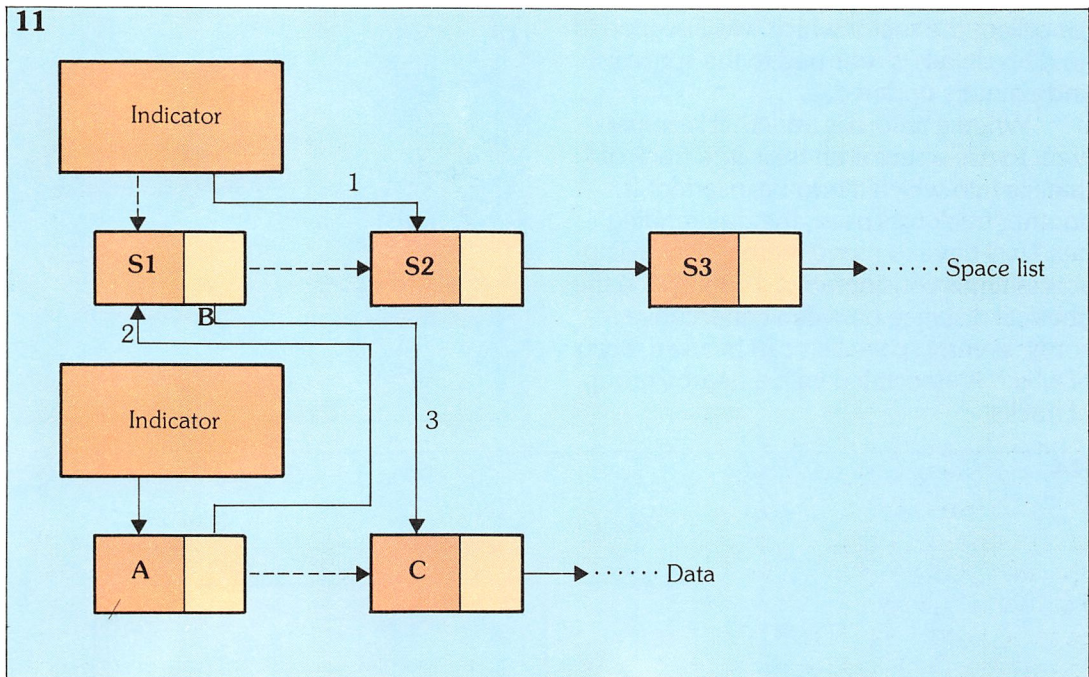 11
Indicator
1
S1
S2
S3
Space list
B
2
Indicator
3
A
C
Data